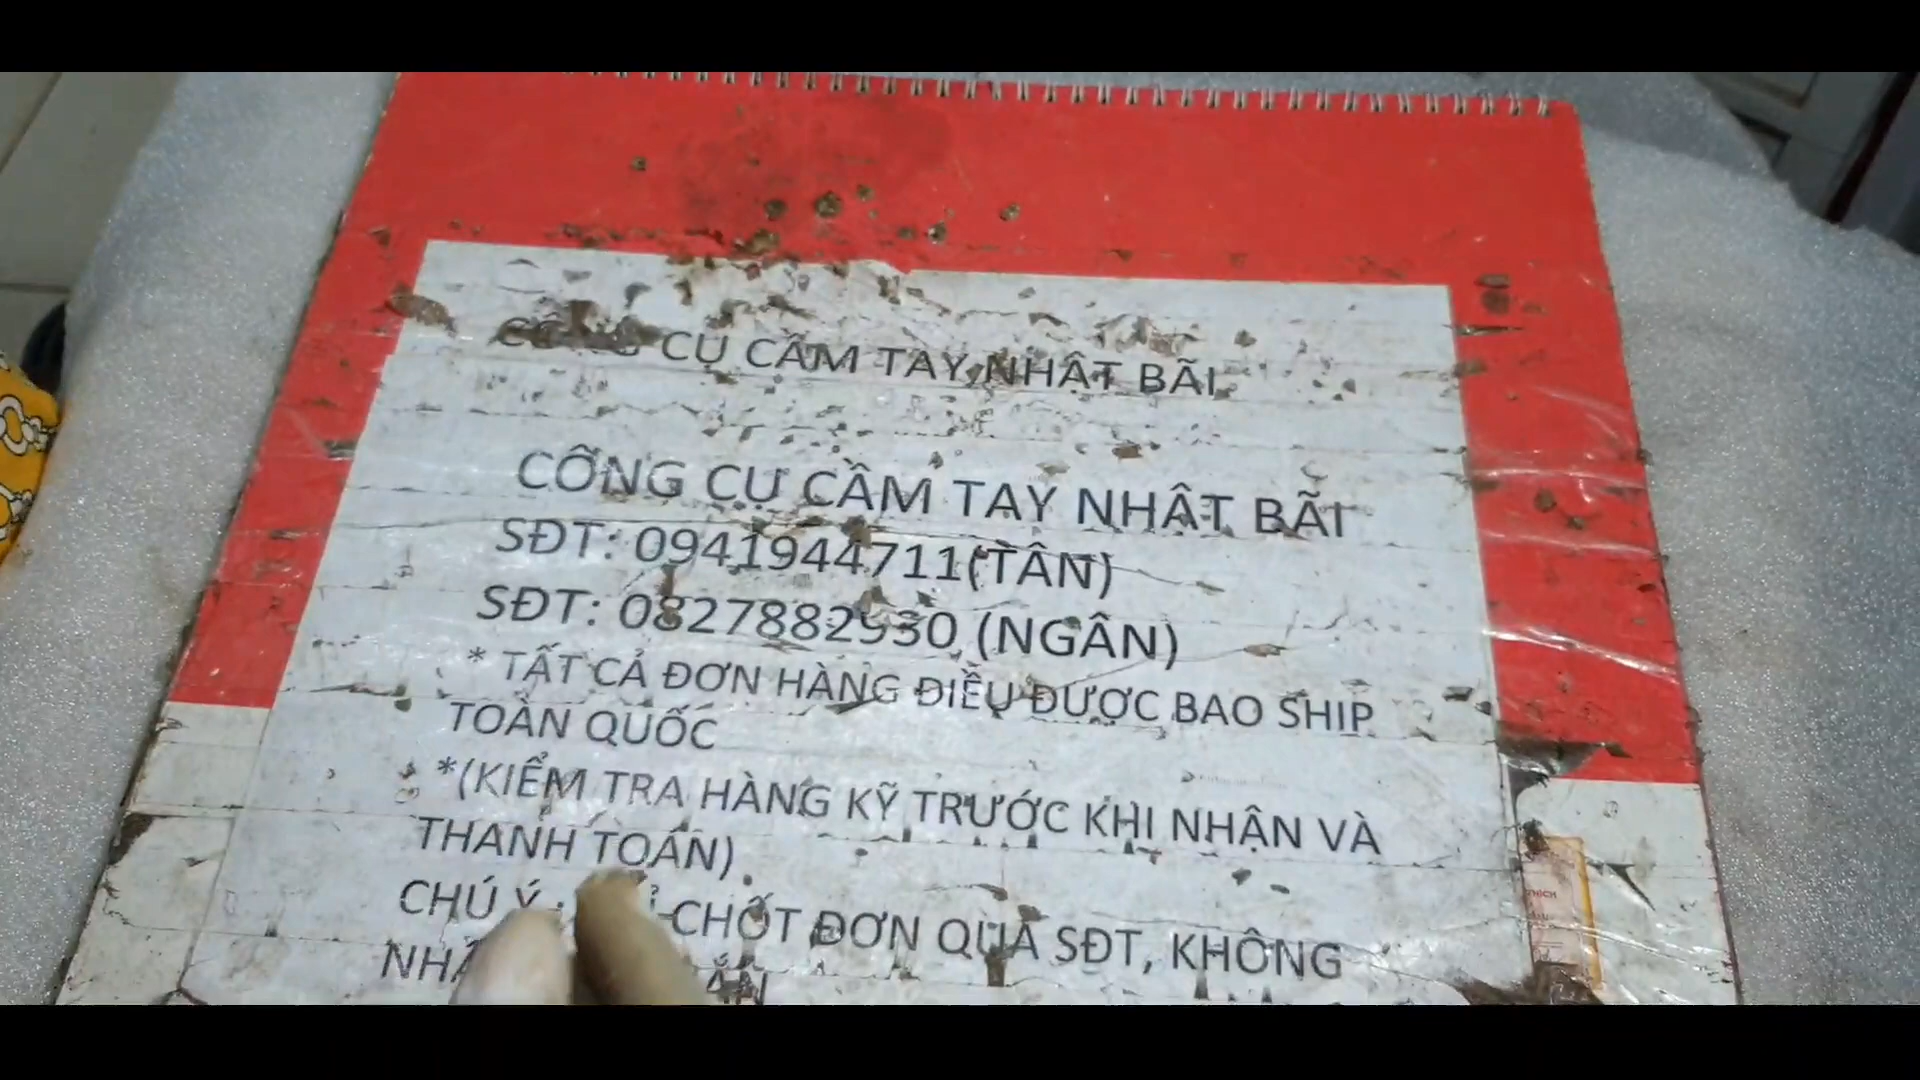 CÔNG CỤ CẦM TAY NHẬT BÃI
CÔNG CỤ CẦM TAY NHẬT BÃI
SĐT: 0941944711(TÂN)
SĐT: 0827882930 (NGÂN)
* TẤT CẢ ĐƠN HÀNG ĐIỀU ĐƯỢC BAO SHIP
TOÀN QUỐC
*(KIỂM TRA HÀNG KỸ TRƯỚC KHI NHẬN VÀ
THANH TOÁN)
CHÚ Ý : CHỐT ĐƠN QUA SĐT, KHÔNG
THÍCH